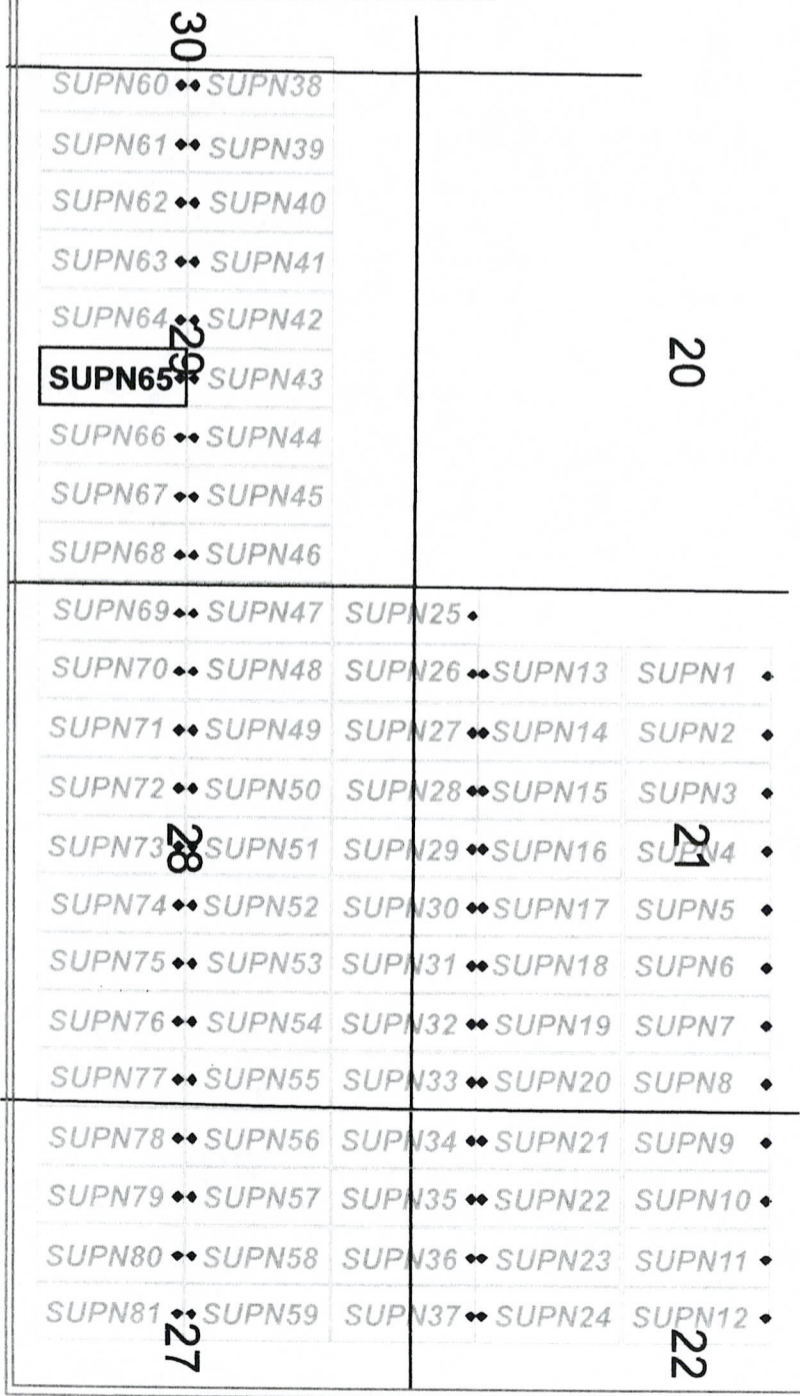 30
SUPN60 SUPN38
SUPN61 SUPN39
SUPN62 SUPN40
SUPN63 SUPN41
SUPN64 SUPN42
29
20
SUPN65 SUPN43
SUPN66 SUPN44
SUPN67 SUPN45
SUPN68 SUPN46
SUPN69 SUPN47 SUPN25
SUPN70 SUPN48 SUPN26 SUPN13 SUPN1
SUPN71 SUPN49 SUPN27 SUPN14 SUPN2
SUPN72 SUPN50 SUPN28 SUPN15 SUPN3
SUPN73 SUPN51 SUPN29 SUPN16 SUPN4
28
21
SUPN74 SUPN52 SUPN30 SUPN17 SUPN5
SUPN75 SUPN53 SUPN31 SUPN18 SUPN6
SUPN76 SUPN54 SUPN32 SUPN19 SUPN7
SUPN77 SUPN55 SUPN33 SUPN20 SUPN8
SUPN78 SUPN56 SUPN34 SUPN21 SUPN9
SUPN79 SUPN57 SUPN35 SUPN22 SUPN10
SUPN80 SUPN58 SUPN36 SUPN23 SUPN11
SUPN81 SUPN59 SUPN37 SUPN24 SUPN12
27
22